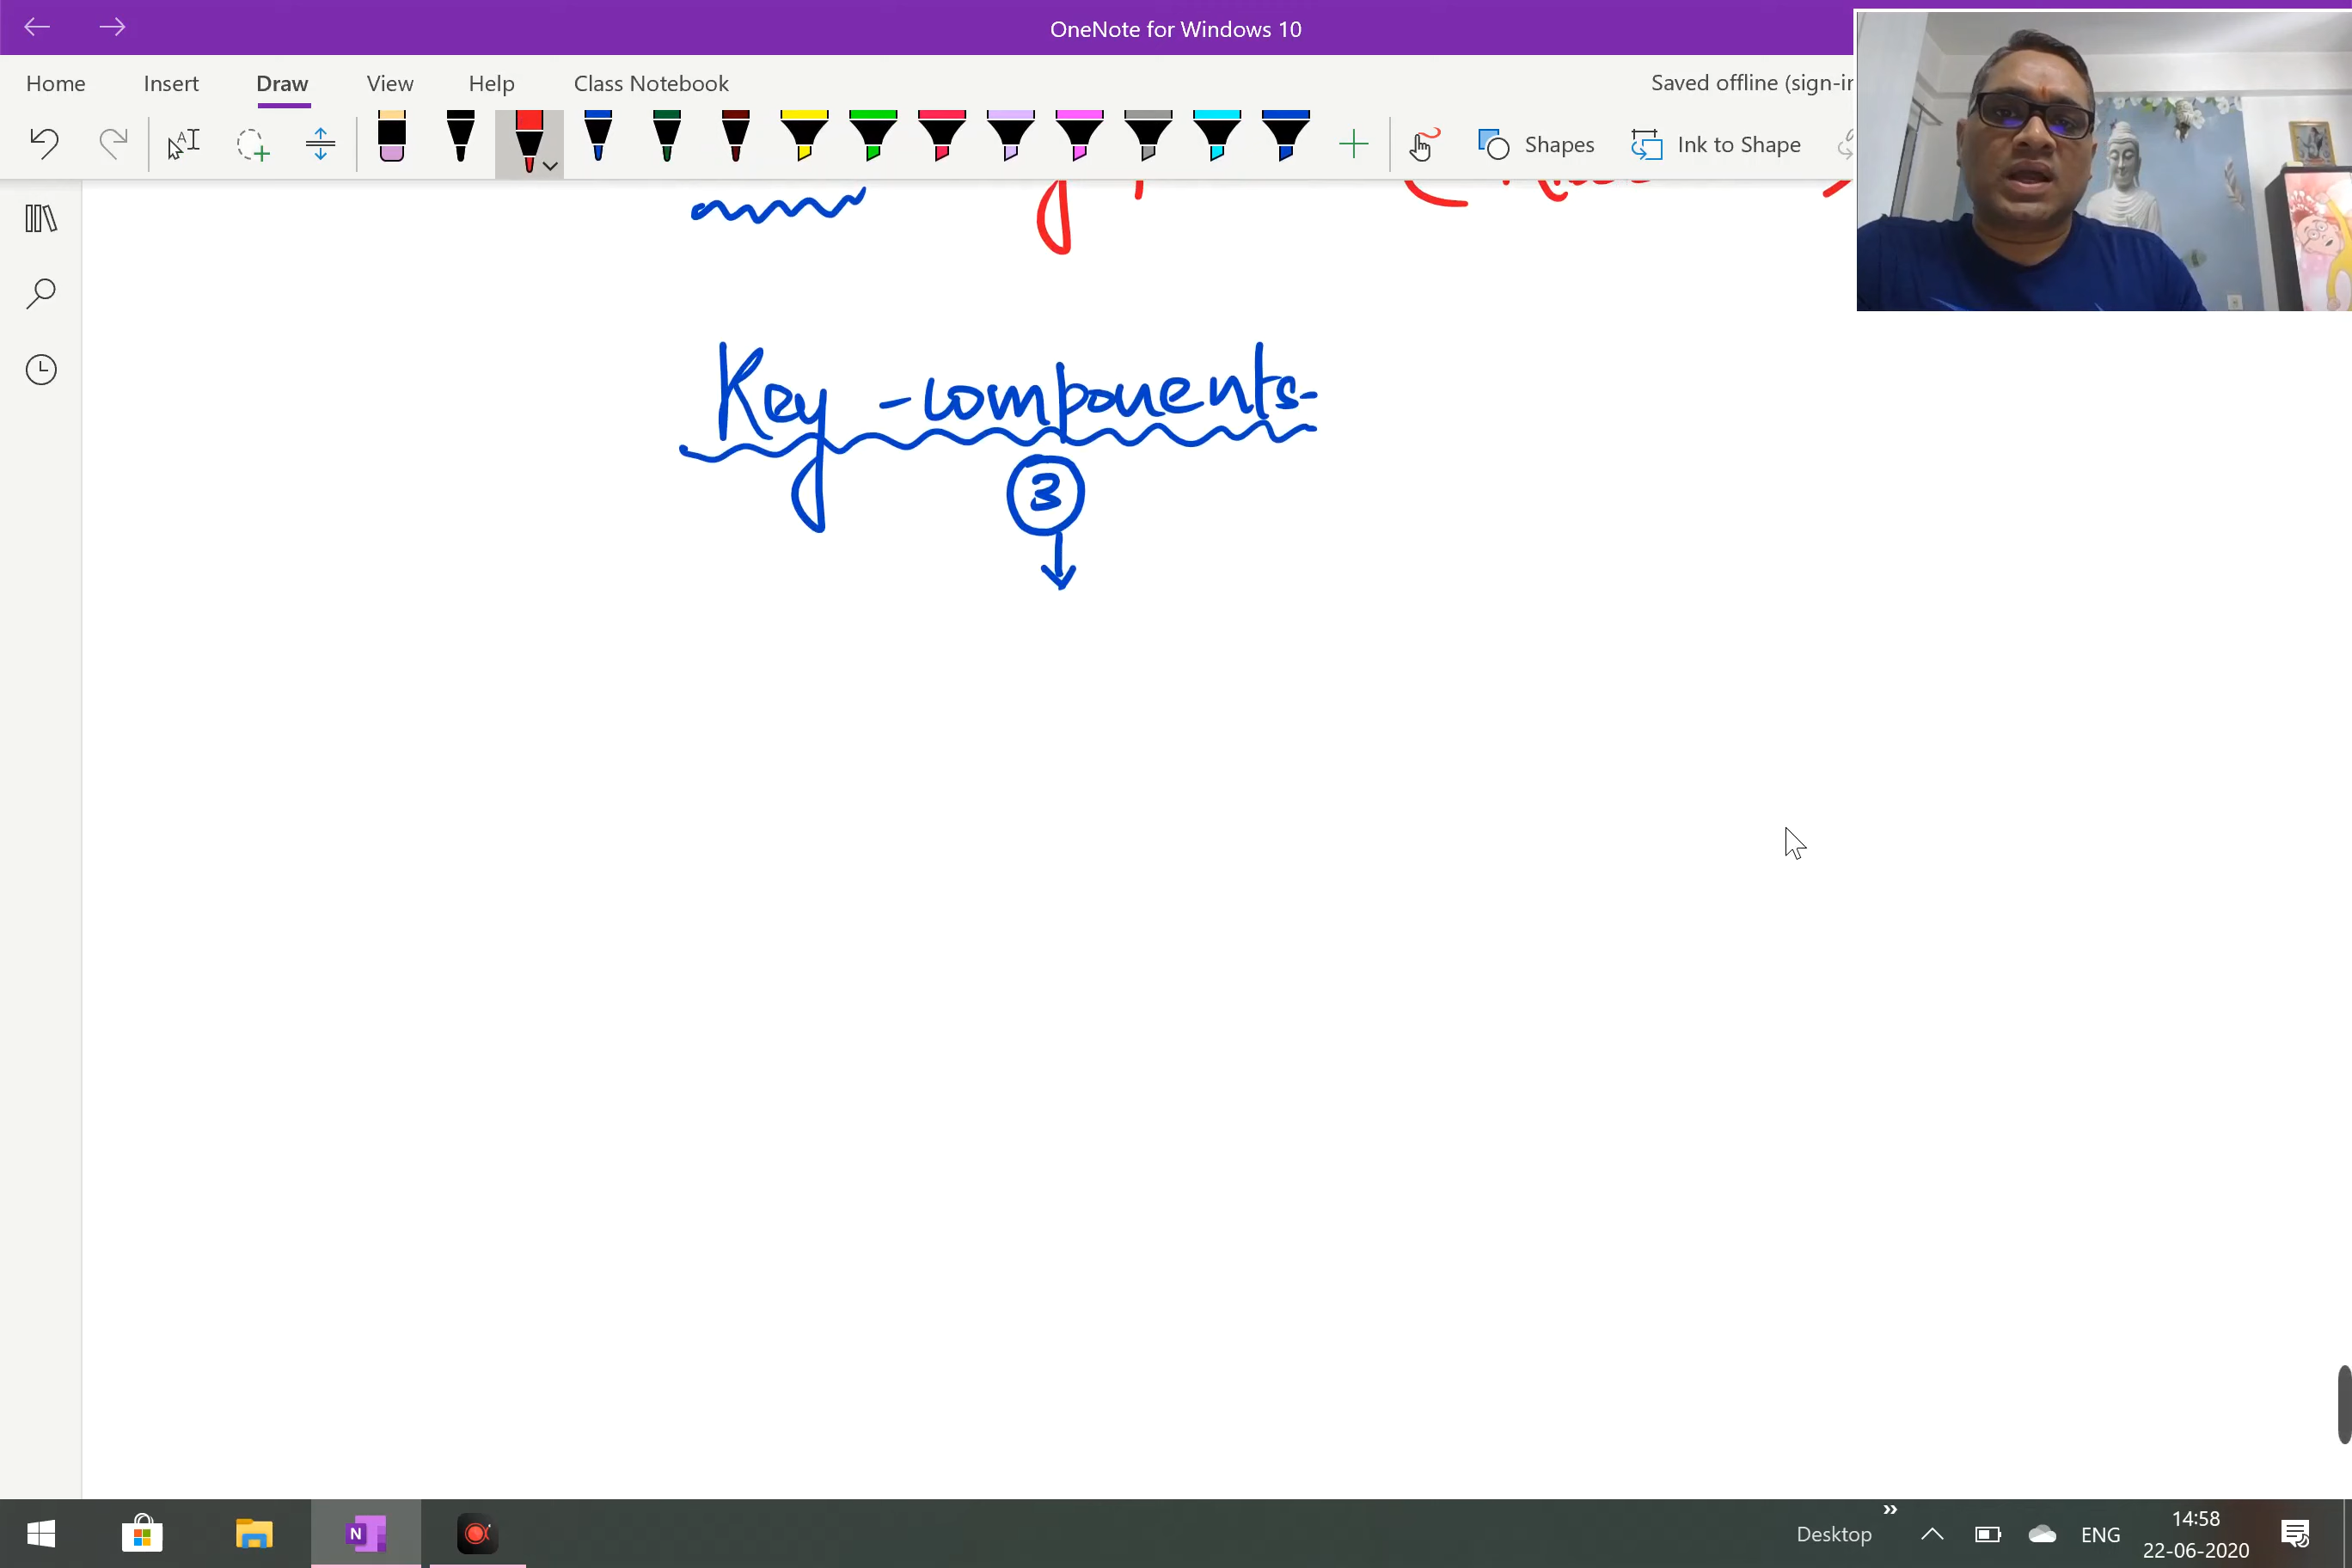 OneNote for Windows 10
Home Insert Draw View Help Class Notebook Saved offline (sign-in
Shapes Ink to Shape
Key - components-
3
Desktop ENG 14:58
22-06-2020